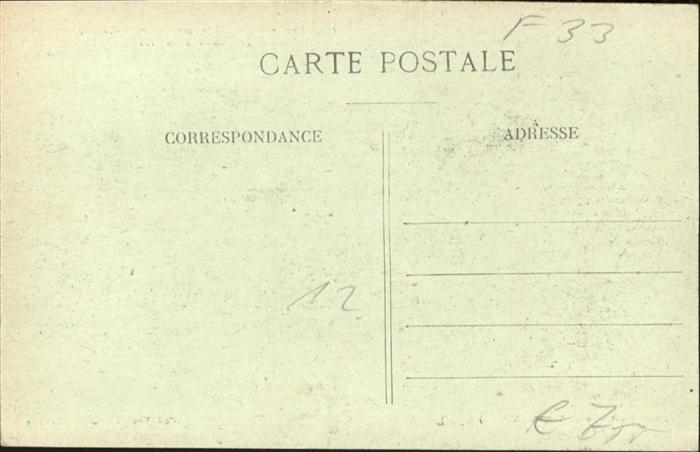 F 33
CARTE POSTALE
CORRESPONDANCE
ADRESSE
12